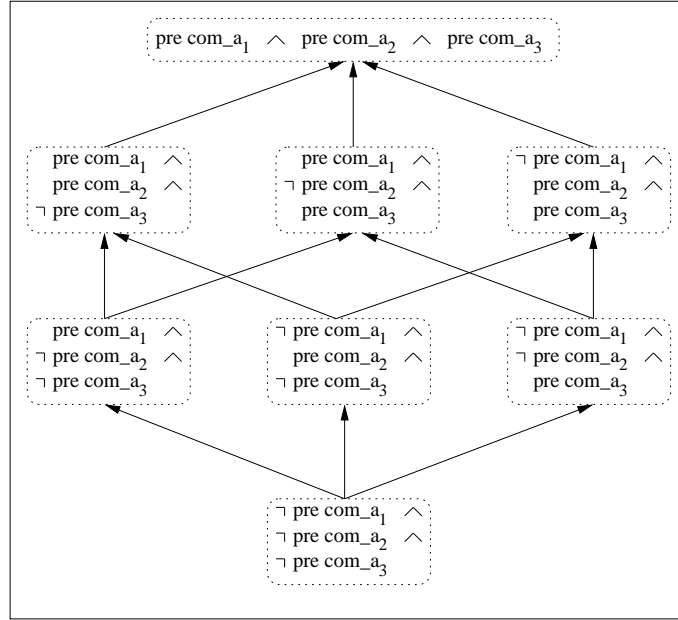 pre com_a1 ∧ pre com_a2 ∧ pre com_a3
pre com_a1 ∧
pre com_a2 ∧
¬ pre com_a3
pre com_a1 ∧
¬ pre com_a2 ∧
pre com_a3
¬ pre com_a1 ∧
pre com_a2 ∧
pre com_a3
pre com_a1 ∧
¬ pre com_a2 ∧
¬ pre com_a3
¬ pre com_a1 ∧
pre com_a2 ∧
¬ pre com_a3
¬ pre com_a1 ∧
¬ pre com_a2 ∧
pre com_a3
¬ pre com_a1 ∧
¬ pre com_a2 ∧
¬ pre com_a3